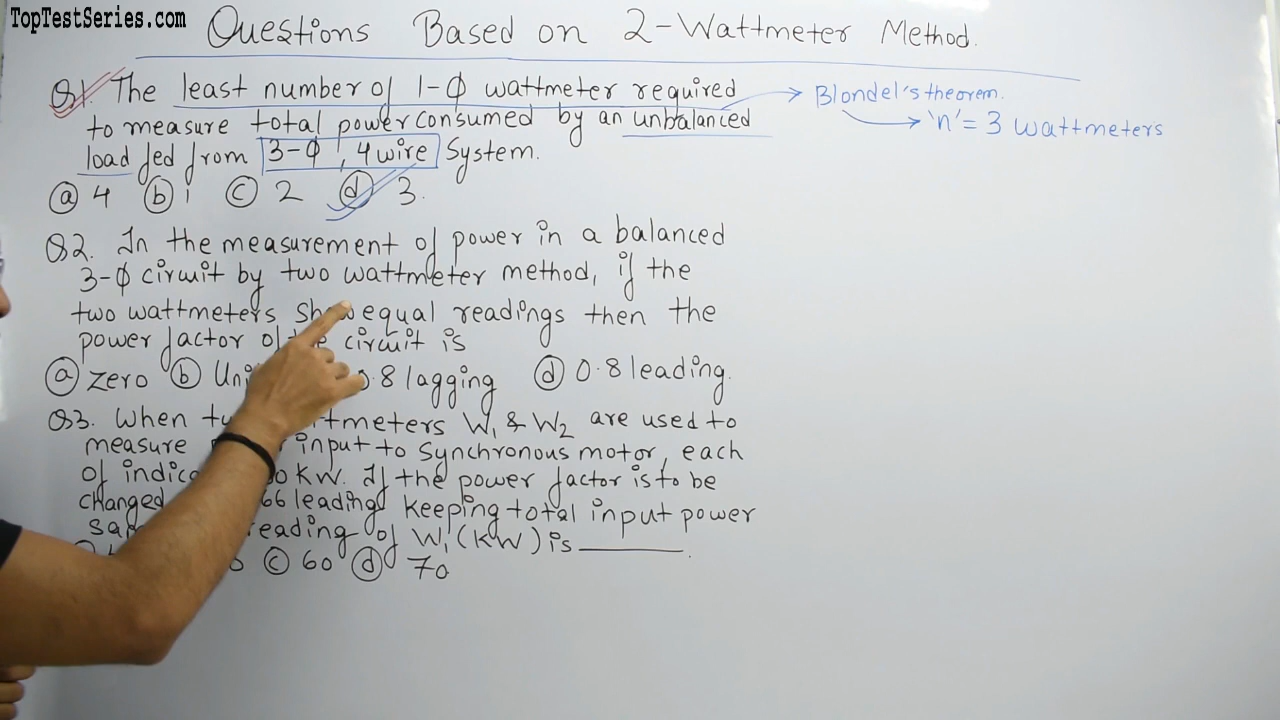 TopTestSeries.com
Questions Based on 2-Wattmeter Method.
Q1. The least number of 1-Φ wattmeter required
to measure total power consumed by an unbalanced
load fed from 3-Φ, 4 wire System.
(a) 4 (b) 1 (c) 2 (d) 3.
Blondel's theorem.
'n' = 3 wattmeters
Q2. In the measurement of power in a balanced
3-Φ circuit by two wattmeter method, if the
two wattmeters show equal readings then the
power factor of the circuit is
(a) zero (b) 0.8 lagging (d) 0.8 leading.
Q3. When W1 & W2 are used to
measure input to Synchronous motor, each
of KW. If the power factor is to be
changed leading keeping total input power
reading of W1 (KW) is ______.
(c) 60 (d) 70